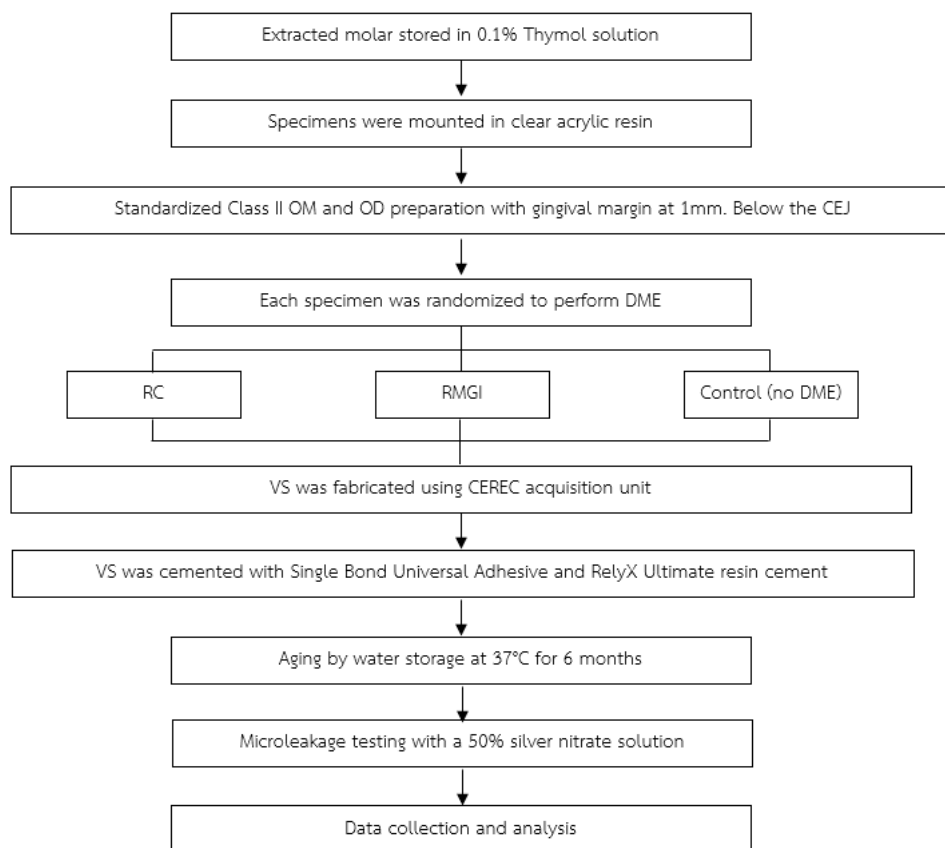 Extracted molar stored in 0.1% Thymol solution
Specimens were mounted in clear acrylic resin
Standardized Class II OM and OD preparation with gingival margin at 1mm. Below the CEJ
Each specimen was randomized to perform DME
RC
RMGI
Control (no DME)
VS was fabricated using CEREC acquisition unit
VS was cemented with Single Bond Universal Adhesive and RelyX Ultimate resin cement
Aging by water storage at 37°C for 6 months
Microleakage testing with a 50% silver nitrate solution
Data collection and analysis